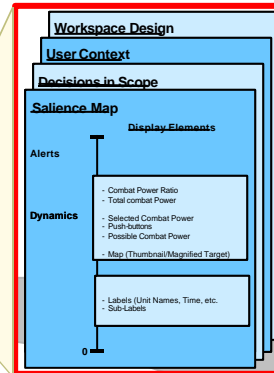 Workspace Design
User Context
Decisions in Scope
Salience Map
Display Elements
Alerts
- Combat Power Ratio
- Total combat Power
- Selected Combat Power
Dynamics
- Push-buttons
- Possible Combat Power
- Map (Thumbnail/Magnified Target)
- Labels (Unit Names, Time, etc.
- Sub-Labels
0